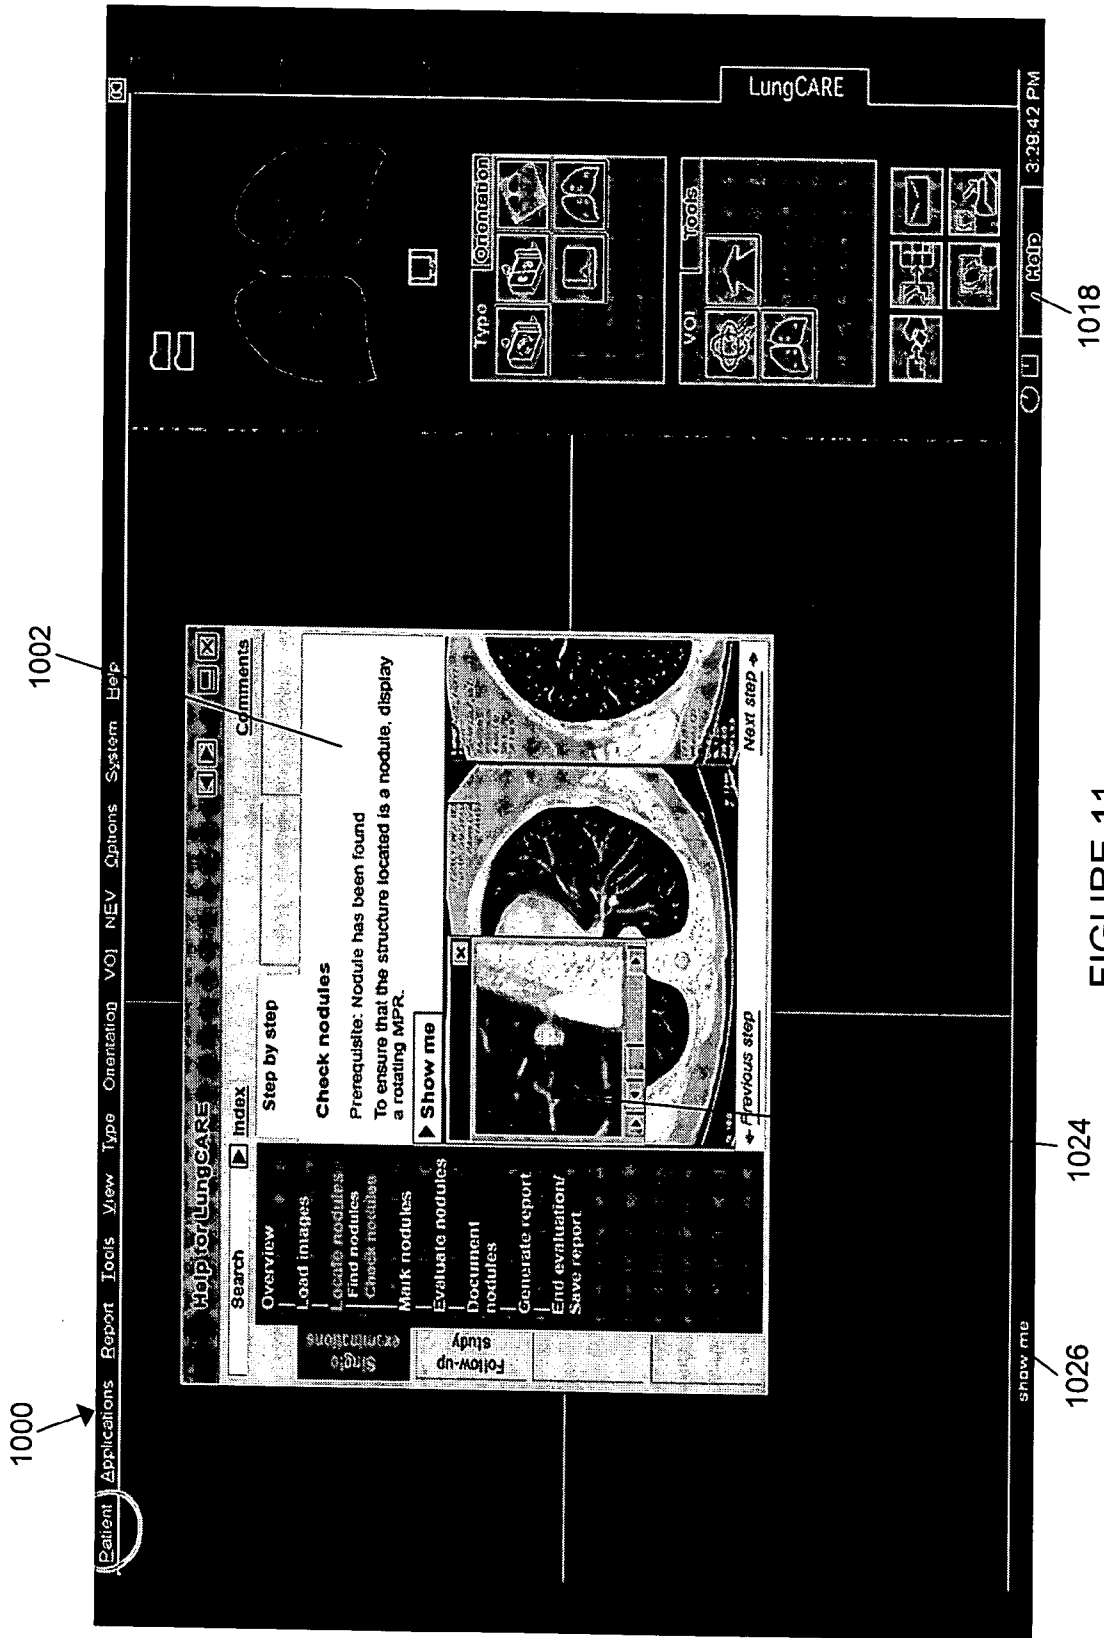 1000
1002
Patient Applications Report Tools View Type Orientation VOI NEV Options System Help
Help for LungCARE
Search
Index
Comments
Step by step
Single
examinations
Follow-up
study
Overview
Load images
Locate nodules
Find nodules
Check nodules
Mark nodules
Evaluate nodules
Document
nodules
Generate report
End evaluation/
Save report
Check nodules
Prerequisite: Nodule has been found
To ensure that the structure located is a nodule, display
a rotating MPR.
Show me
Previous step
Next step
Type
Orientation
VOI
Tools
LungCARE
show me
Help
3:29:42 PM
1026
1024
1018
FIGURE 11